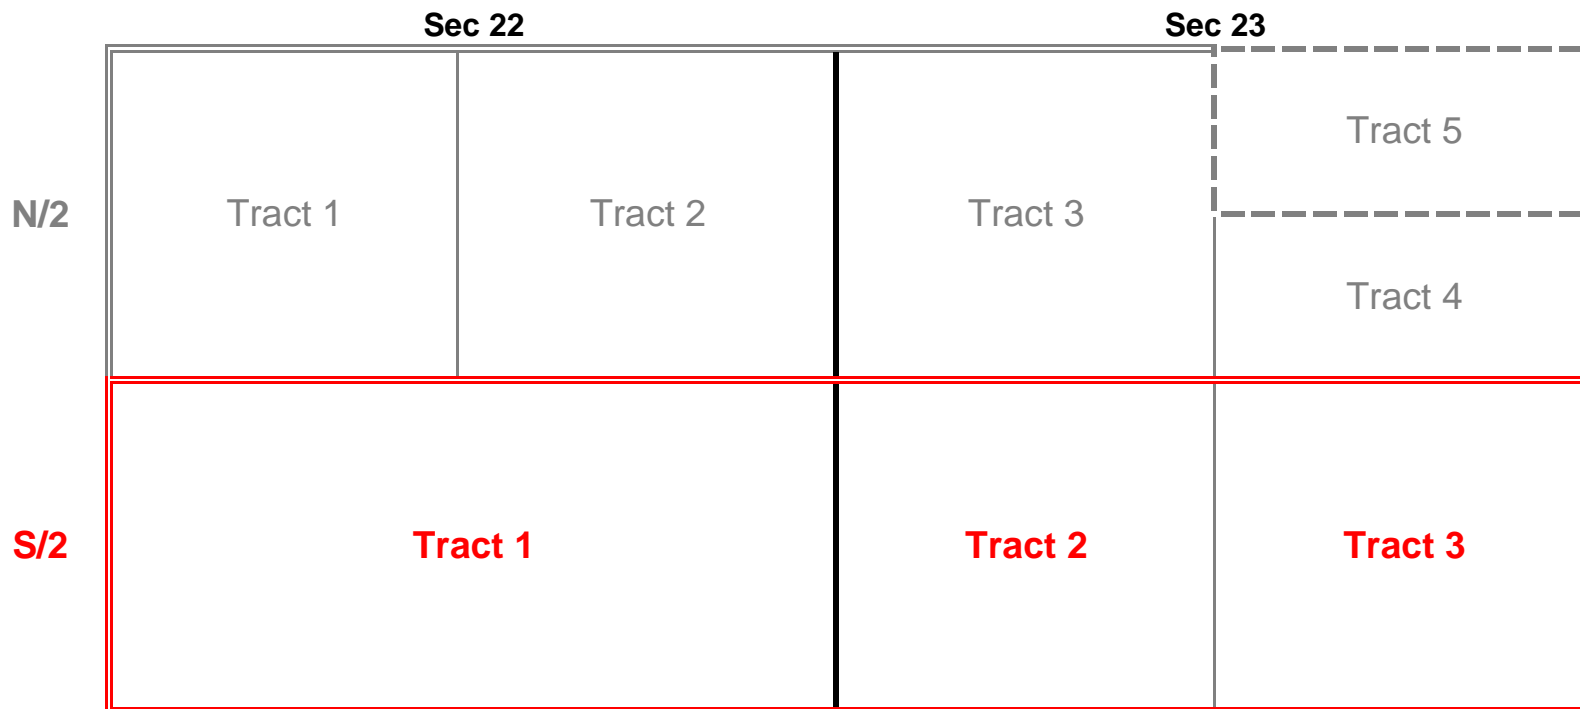 Sec 22 Sec 23
Tract 5
N/2 Tract 1 Tract 2 Tract 3
Tract 4
S/2 Tract 1 Tract 2 Tract 3